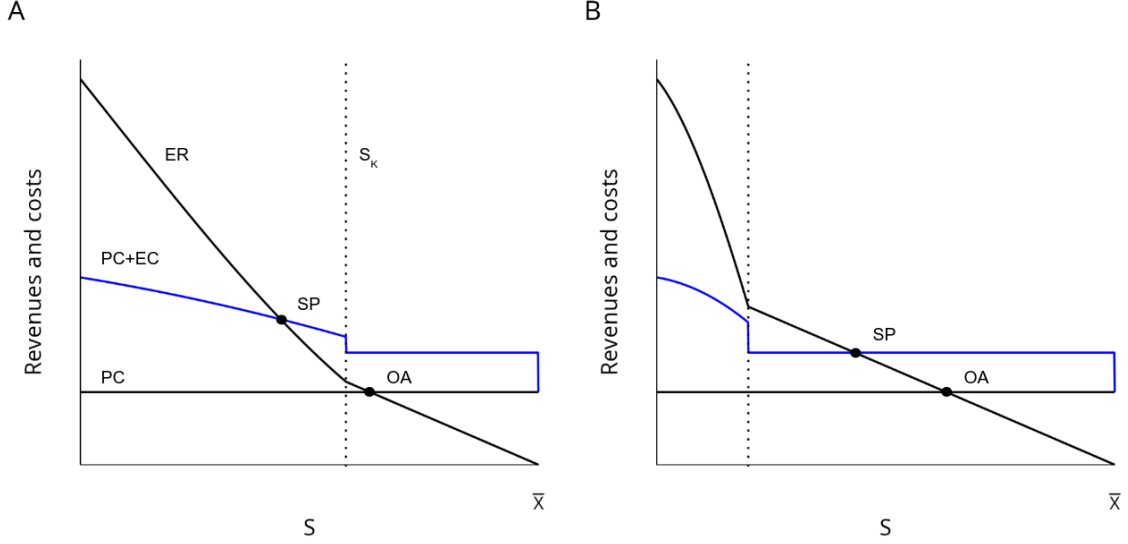 A
Revenues and costs
ER
S_K
PC+EC
SP
PC
OA
X̅
S
B
Revenues and costs
SP
OA
X̅
S